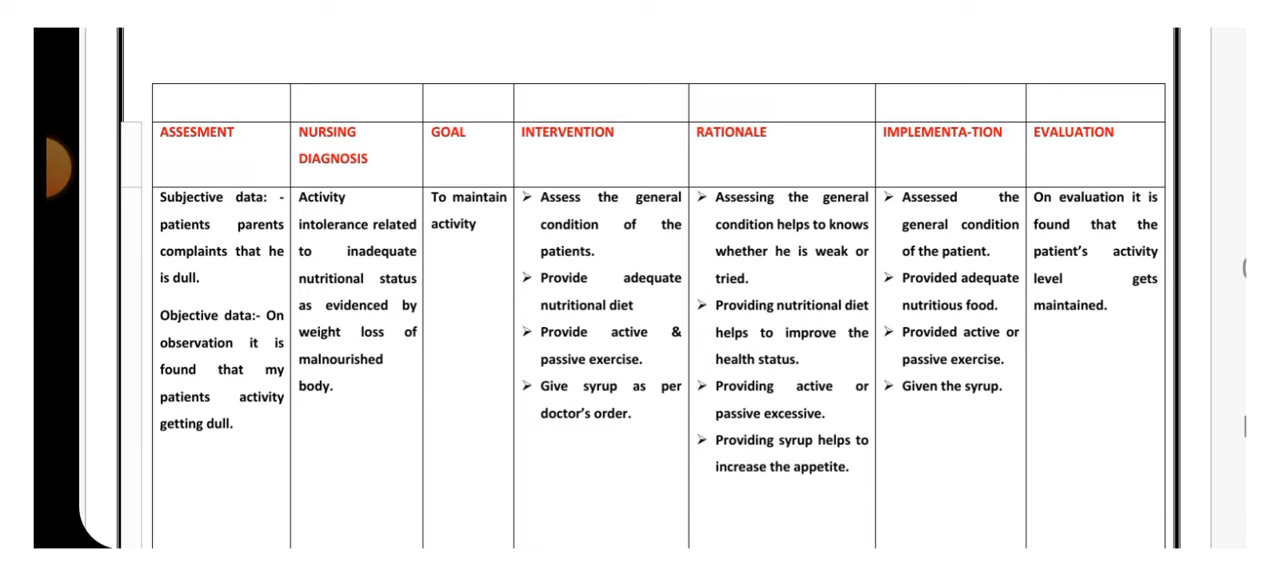 ASSESMENT
NURSING
DIAGNOSIS
GOAL
INTERVENTION
RATIONALE
IMPLEMENTA-TION
EVALUATION
Subjective data: -
patients parents
complaints that he
is dull.
Objective data:- On
observation it is
found that my
patients activity
getting dull.
Activity
intolerance related
to inadequate
nutritional status
as evidenced by
weight loss of
malnourished
body.
To maintain
activity
➢ Assess the general
condition of the
patients.
➢ Provide adequate
nutritional diet
➢ Provide active &
passive exercise.
➢ Give syrup as per
doctor's order.
➢ Assessing the general
condition helps to knows
whether he is weak or
tried.
➢ Providing nutritional diet
helps to improve the
health status.
➢ Providing active or
passive excessive.
➢ Providing syrup helps to
increase the appetite.
➢ Assessed the
general condition
of the patient.
➢ Provided adequate
nutritious food.
➢ Provided active or
passive exercise.
➢ Given the syrup.
On evaluation it is
found that the
patient's activity
level gets
maintained.